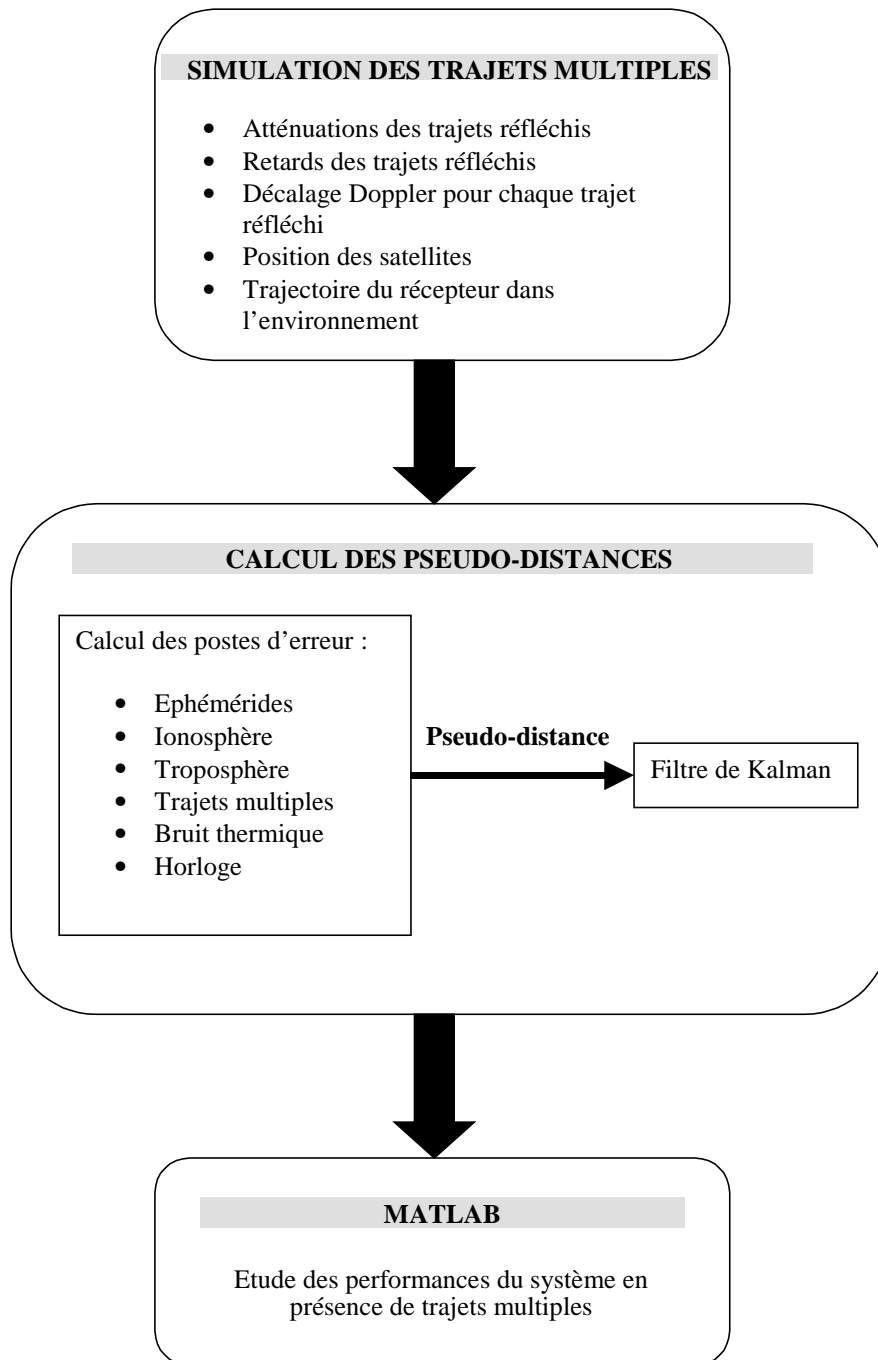 SIMULATION DES TRAJETS MULTIPLES
• Atténuations des trajets réfléchis
• Retards des trajets réfléchis
• Décalage Doppler pour chaque trajet
réfléchi
• Position des satellites
• Trajectoire du récepteur dans
l’environnement
CALCUL DES PSEUDO-DISTANCES
Calcul des postes d’erreur :
• Ephémérides
• Ionosphère
• Troposphère
• Trajets multiples
• Bruit thermique
• Horloge
Pseudo-distance
Filtre de Kalman
MATLAB
Etude des performances du système en
présence de trajets multiples